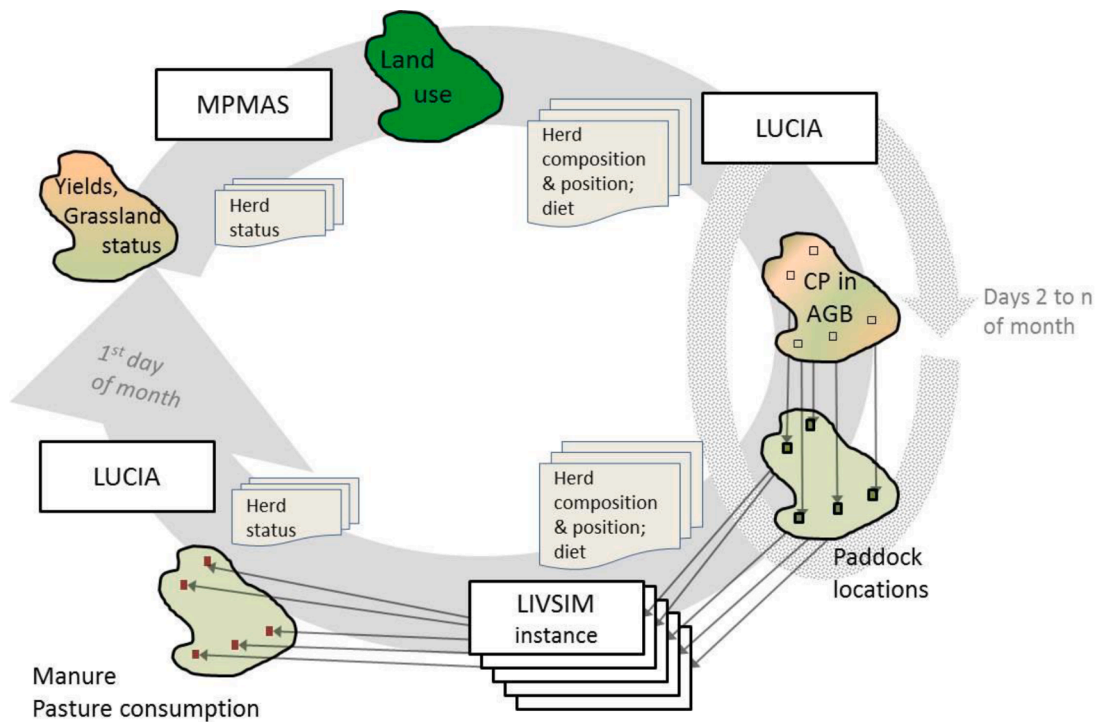 Land
use
MPMAS
LUCIA
Herd
composition
& position;
diet
Yields,
Grassland
status
Herd
status
CP in
AGB
Days 2 to n
of month
1st day
of month
LUCIA
Herd
status
Herd
composition
& position;
diet
Paddock
locations
LIVSIM
instance
Manure
Pasture consumption